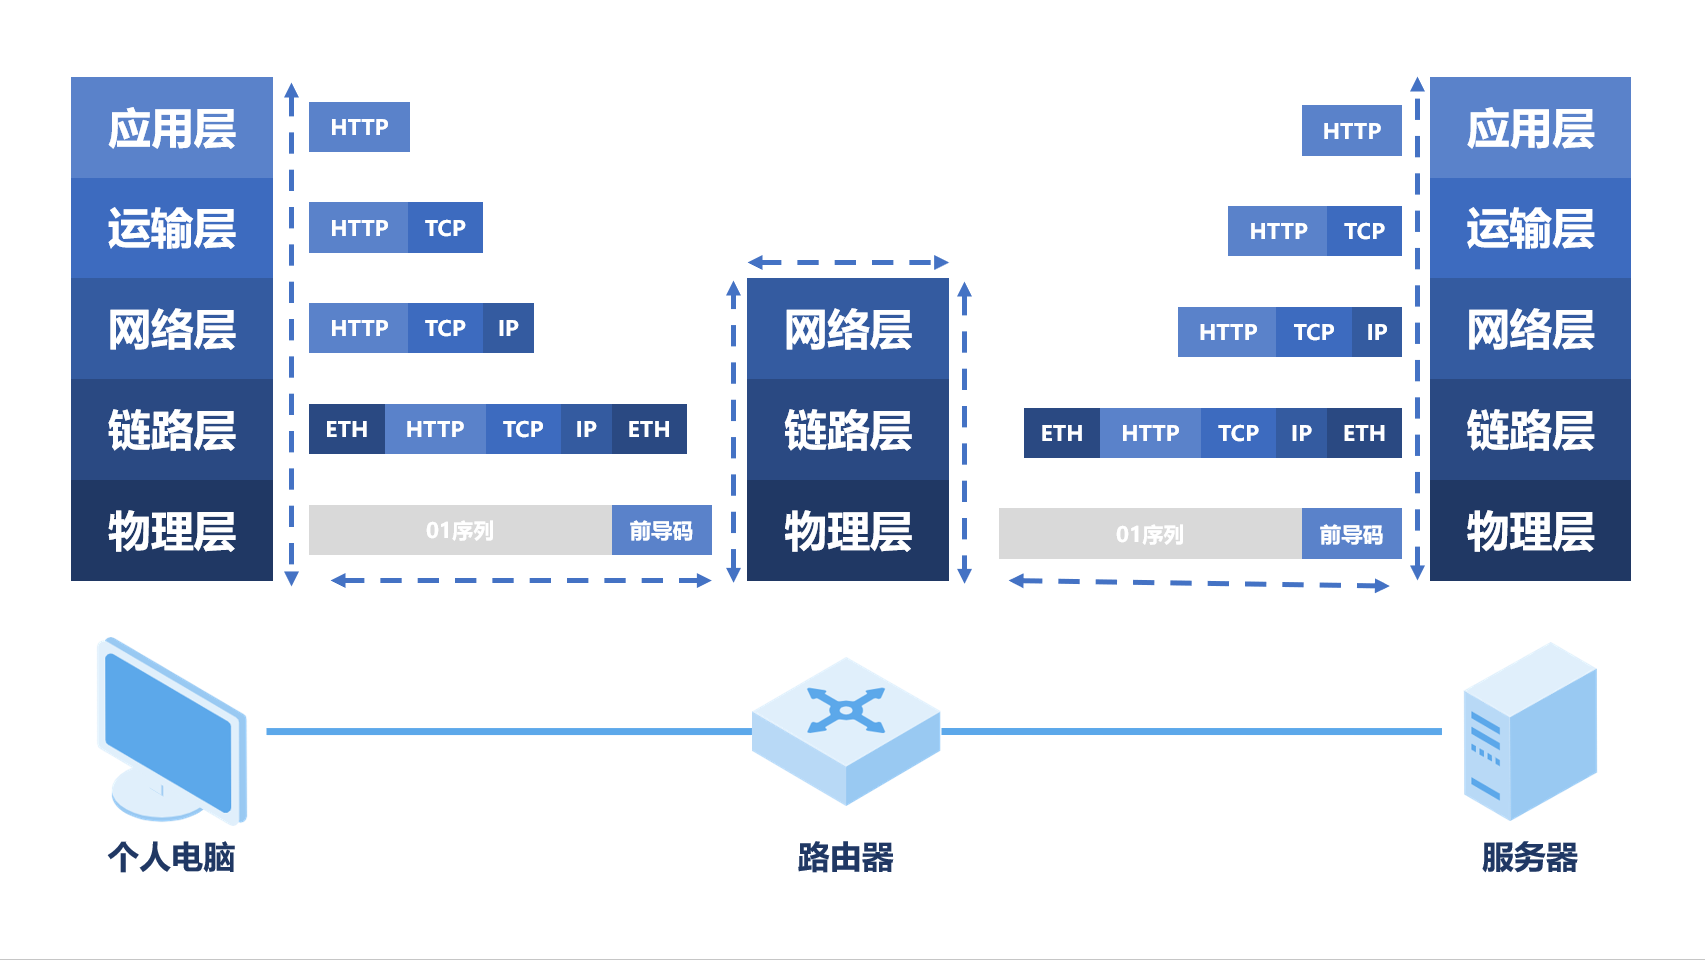 应用层
HTTP
HTTP
应用层
运输层
HTTP TCP
HTTP TCP
运输层
网络层
HTTP TCP IP
网络层
HTTP TCP IP
网络层
链路层
ETH HTTP TCP IP ETH
链路层
ETH HTTP TCP IP ETH
链路层
物理层
01序列 前导码
物理层
01序列 前导码
物理层
个人电脑
路由器
服务器